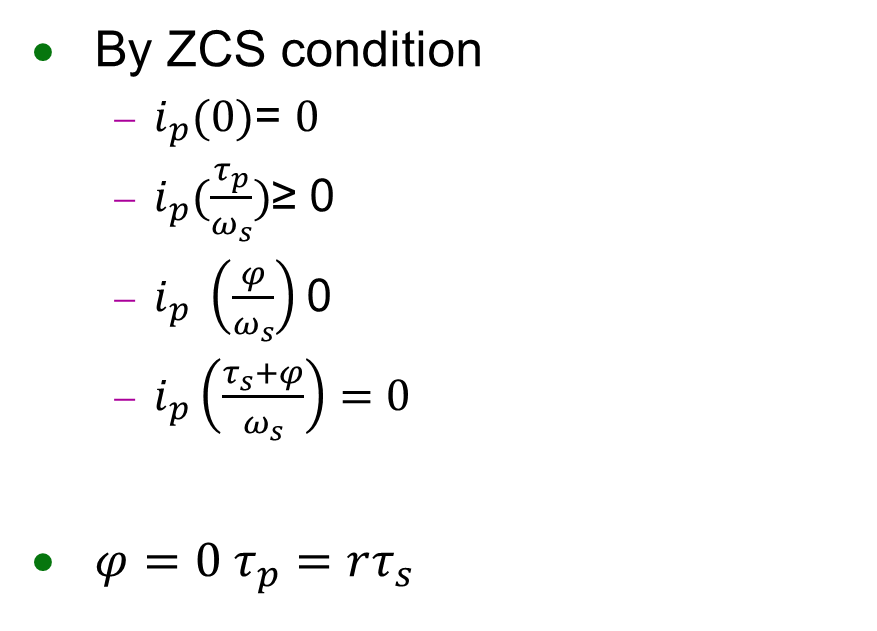 • By ZCS condition
– i_p(0)= 0
– i_p(τ_p/ω_s)≥ 0
– i_p (φ/ω_s) 0
– i_p((τ_s+φ)/ω_s) = 0
• φ = 0 τ_p = rτ_s